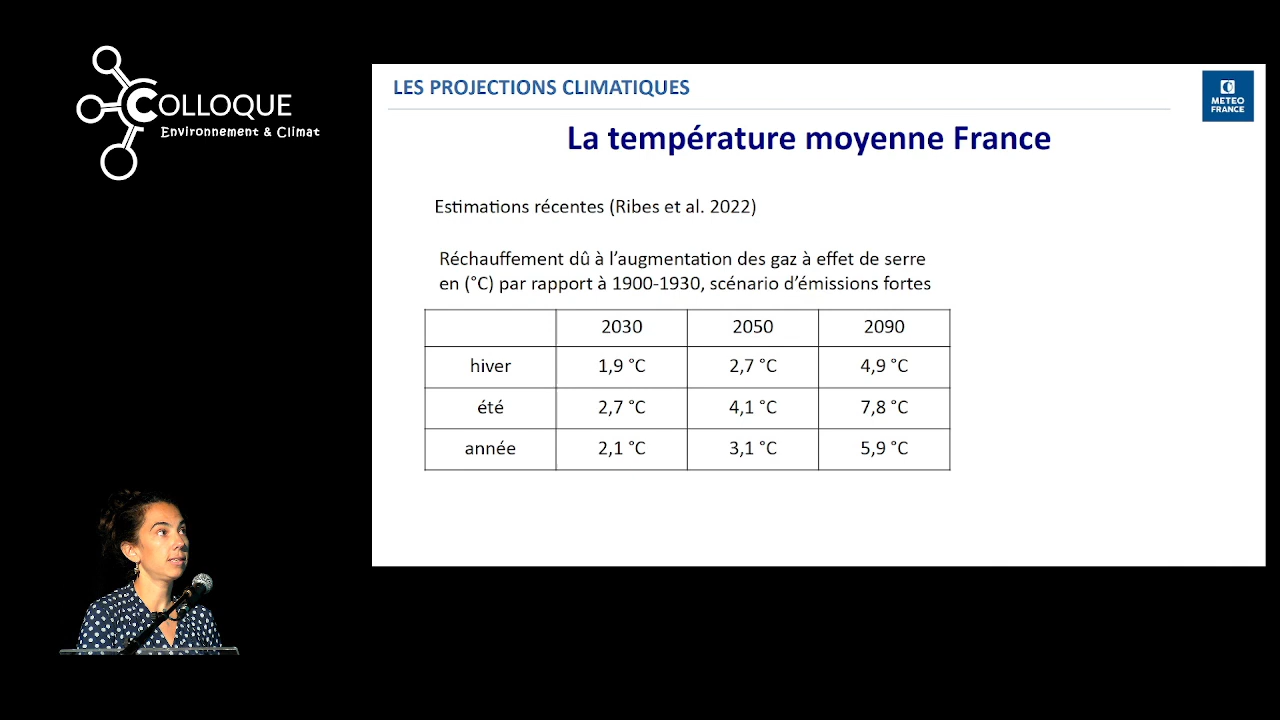 COLLOQUE
Environnement & Climat
LES PROJECTIONS CLIMATIQUES
METEO
FRANCE
La température moyenne France
Estimations récentes (Ribes et al. 2022)
Réchauffement dû à l’augmentation des gaz à effet de serre
en (°C) par rapport à 1900-1930, scénario d’émissions fortes
2030 2050 2090
hiver 1,9 °C 2,7 °C 4,9 °C
été 2,7 °C 4,1 °C 7,8 °C
année 2,1 °C 3,1 °C 5,9 °C